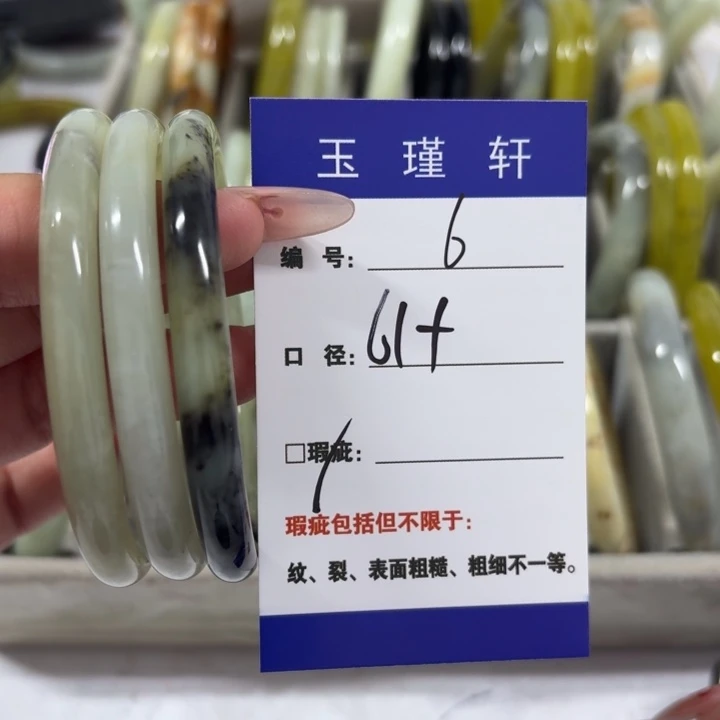 玉瑾轩
编号: 6
口径: 61+
□瑕疵:
瑕疵包括但不限于:
纹、裂、表面粗糙、粗细不一等。